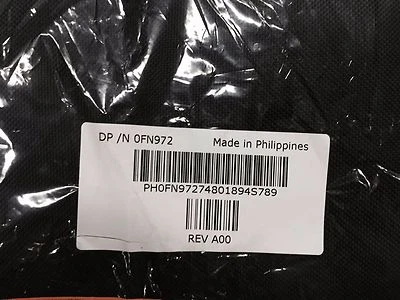 DP /N 0FN972 Made in Philippines
PH0FN97274801894S789
REV A00